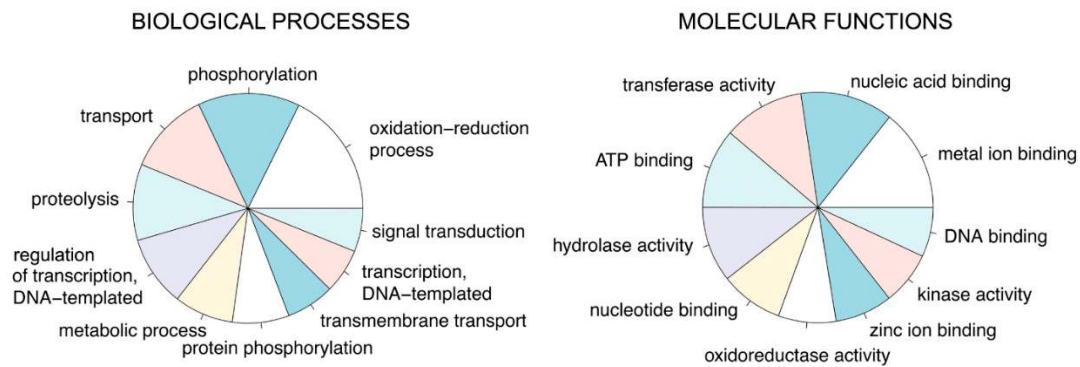 BIOLOGICAL PROCESSES
phosphorylation
transport
oxidation−reduction
process
proteolysis
signal transduction
regulation
of transcription,
DNA−templated
transcription,
DNA−templated
metabolic process
transmembrane transport
protein phosphorylation
MOLECULAR FUNCTIONS
transferase activity
nucleic acid binding
ATP binding
metal ion binding
hydrolase activity
DNA binding
nucleotide binding
kinase activity
zinc ion binding
oxidoreductase activity